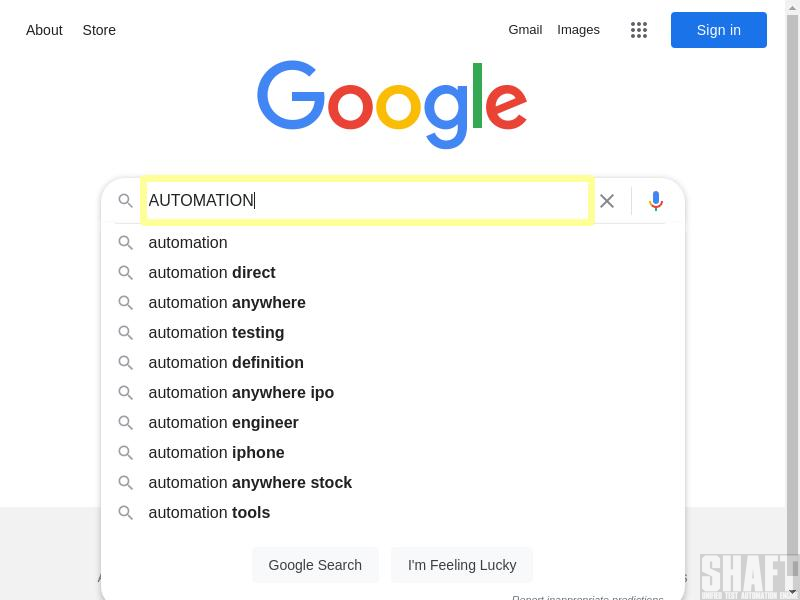 About Store Gmail Images Sign in
Google
AUTOMATION
automation
automation direct
automation anywhere
automation testing
automation definition
automation anywhere ipo
automation engineer
automation iphone
automation anywhere stock
automation tools
Google Search I'm Feeling Lucky
Report inappropriate predictions
SHAFT